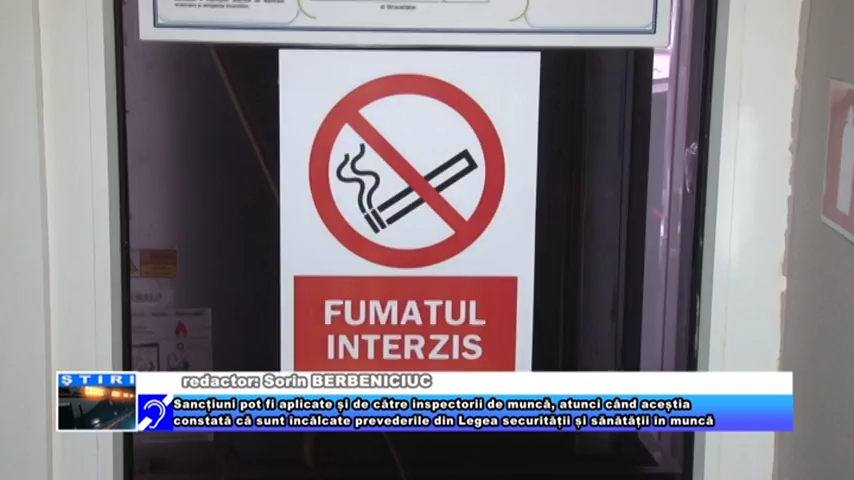 FUMATUL
INTERZIS
ȘTIRI
redactor: Sorin BERBENICIUC
Sancțiuni pot fi aplicate și de către inspectorii de muncă, atunci când aceștia
constată că sunt încălcate prevederile din Legea securității și sănătății în muncă